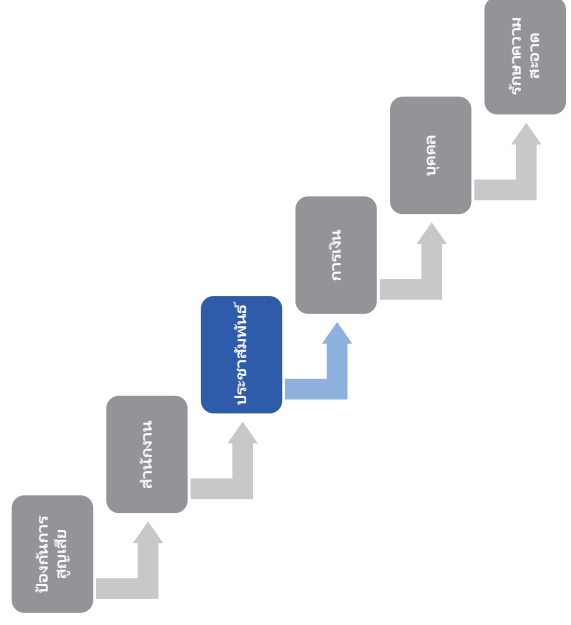 ป้องกันการ
สูญเสีย
สำนักงาน
ประชาสัมพันธ์
การเงิน
บุคคล
รักษาความ
สะอาด